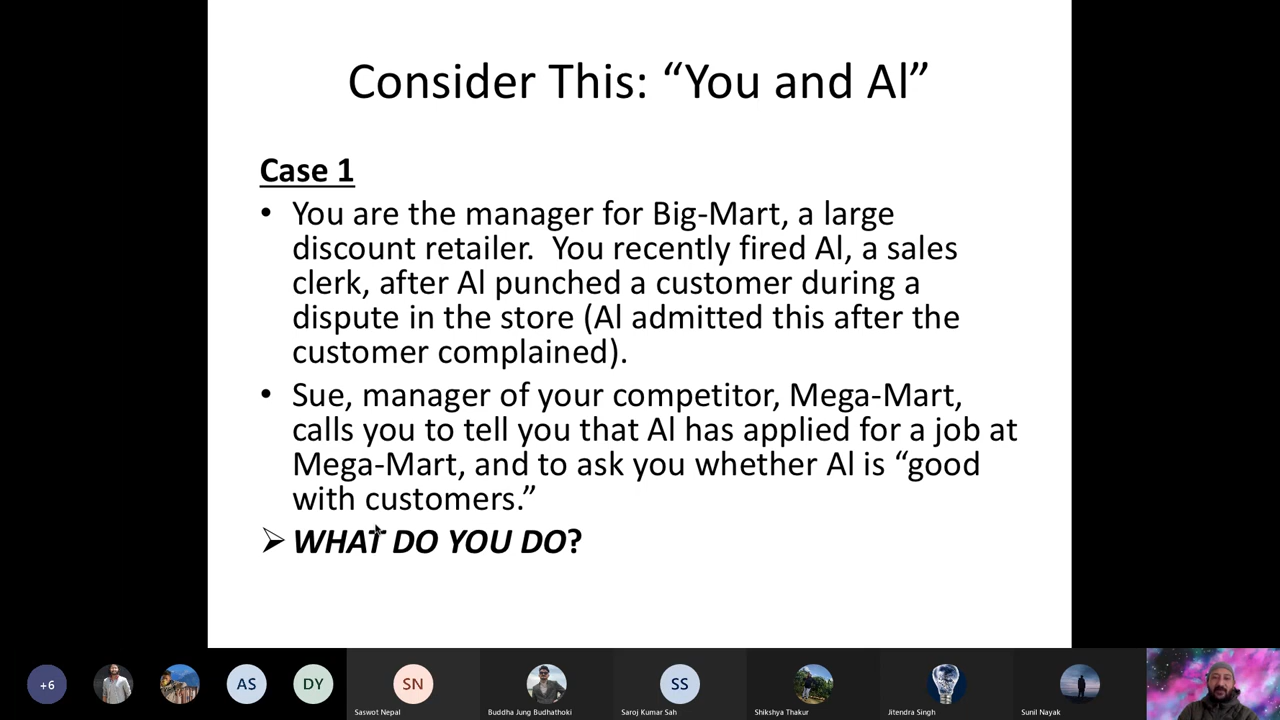 Consider This: “You and Al”
Case 1
• You are the manager for Big-Mart, a large
discount retailer.  You recently fired Al, a sales
clerk, after Al punched a customer during a
dispute in the store (Al admitted this after the
customer complained).
• Sue, manager of your competitor, Mega-Mart,
calls you to tell you that Al has applied for a job at
Mega-Mart, and to ask you whether Al is “good
with customers.”
➢ WHAT DO YOU DO?
+6
AS
DY
SN
SS
Saswot Nepal
Buddha Jung Budhathoki
Saroj Kumar Sah
Shikshya Thakur
Jitendra Singh
Sunil Nayak